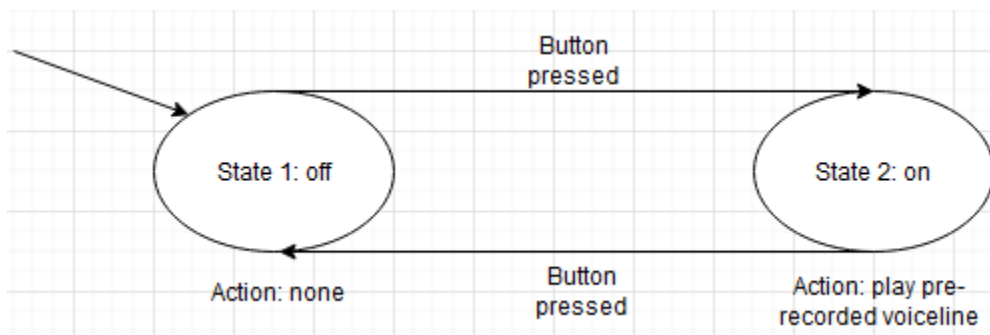 Button
pressed
State 1: off
State 2: on
Action: none
Button
pressed
Action: play pre-
recorded voiceline